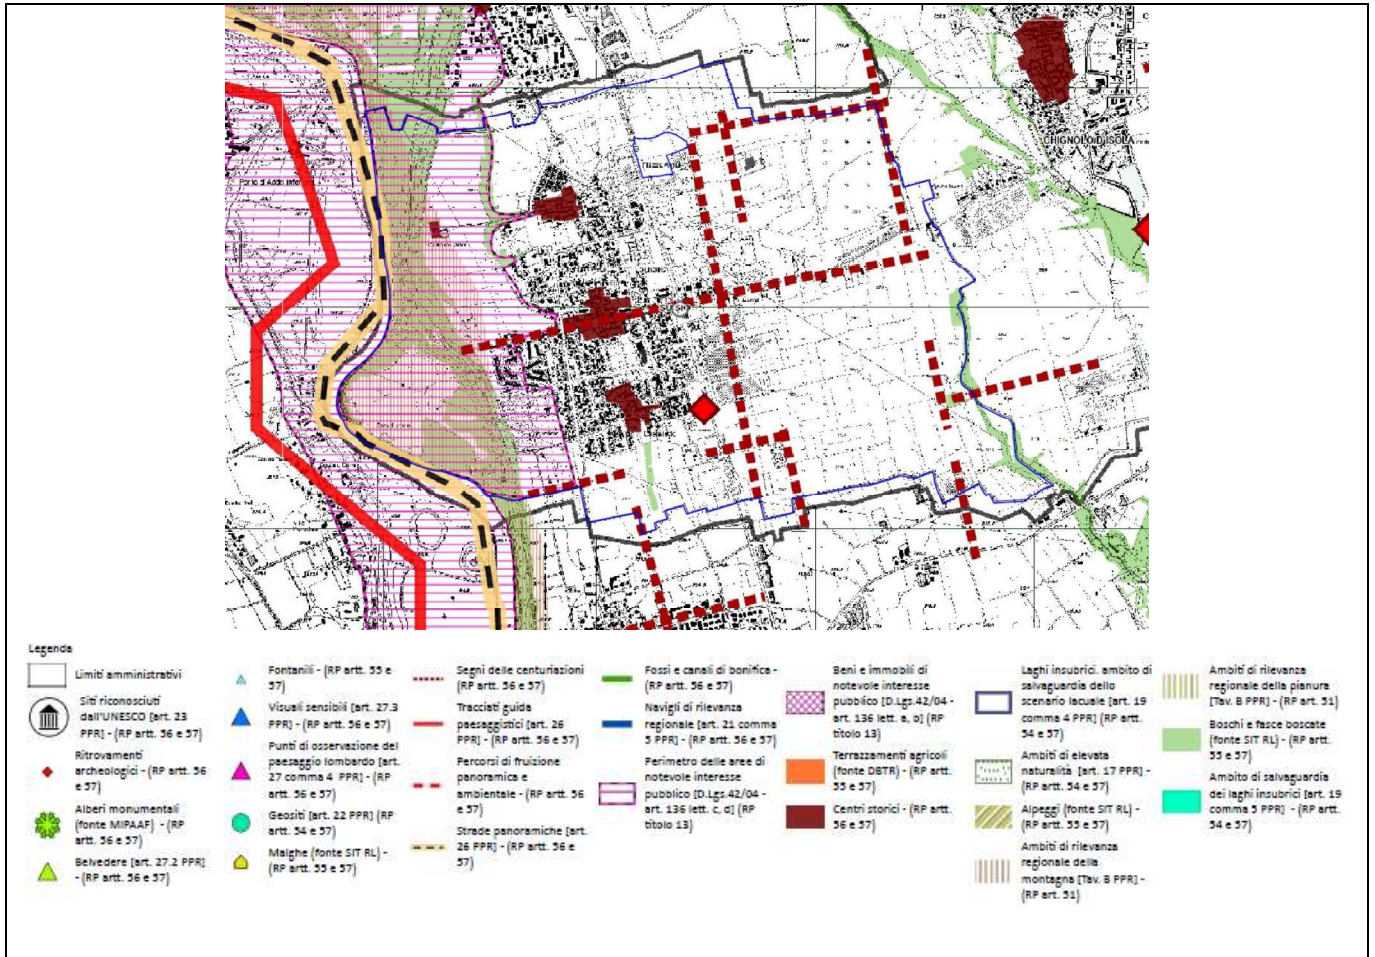 CHIGNOLO D'ISOLA
Legenda
Limiti amministrativi
Siti riconosciuti
dall'UNESCO [art. 23
PPR] - (RP artt. 56 e 57)
Ritrovamenti
archeologici - (RP artt. 56
e 57)
Alberi monumentali
(fonte MIPAAF) - (RP
artt. 56 e 57)
Belvedere [art. 27.2 PPR]
- (RP artt. 56 e 57)
Fontanili - (RP artt. 55 e
57)
Visuali sensibili [art. 27.3
PPR] - (RP artt. 56 e 57)
Punti di osservazione del
paesaggio lombardo [art.
27 comma 4 PPR] - (RP
artt. 56 e 57)
Geositi [art. 22 PPR] (RP
artt. 54 e 57)
Malghe (fonte SIT RL) -
(RP artt. 55 e 57)
Segni delle centuriazioni
(RP artt. 56 e 57)
Tracciati guida
paesaggistici [art. 26
PPR] - (RP artt. 56 e 57)
Percorsi di fruizione
panoramica e
ambientale - (RP artt. 56
e 57)
Strade panoramiche [art.
26 PPR] - (RP artt. 56 e
57)
Fossi e canali di bonifica -
(RP artt. 56 e 57)
Navigli di rilevanza
regionale [art. 21 comma
5 PPR] - (RP artt. 56 e 57)
Perimetro delle aree di
notevole interesse
pubblico [D.Lgs.42/04 -
art. 136 lett. c, d] (RP
titolo 13)
Beni e immobili di
notevole interesse
pubblico [D.Lgs.42/04 -
art. 136 lett. a, b] (RP
titolo 13)
Terrazzamenti agricoli
(fonte DBTR) - (RP artt.
55 e 57)
Centri storici - (RP artt.
56 e 57)
Laghi insubrici. ambito di
salvaguardia dello
scenario lacuale [art. 19
comma 4 PPR] (RP artt.
54 e 57)
Ambiti di elevata
naturalità [art. 17 PPR] -
(RP artt. 54 e 57)
Alpeggi (fonte SIT RL) -
(RP artt. 55 e 57)
Ambiti di rilevanza
regionale della
montagna [Tav. B PPR] -
(RP art. 51)
Ambiti di rilevanza
regionale della pianura
[Tav. B PPR] - (RP art. 51)
Boschi e fasce boscate
(fonte SIT RL) - (RP artt.
55 e 57)
Ambito di salvaguardia
dei laghi insubrici [art. 19
comma 5 PPR] - (RP artt.
54 e 57)